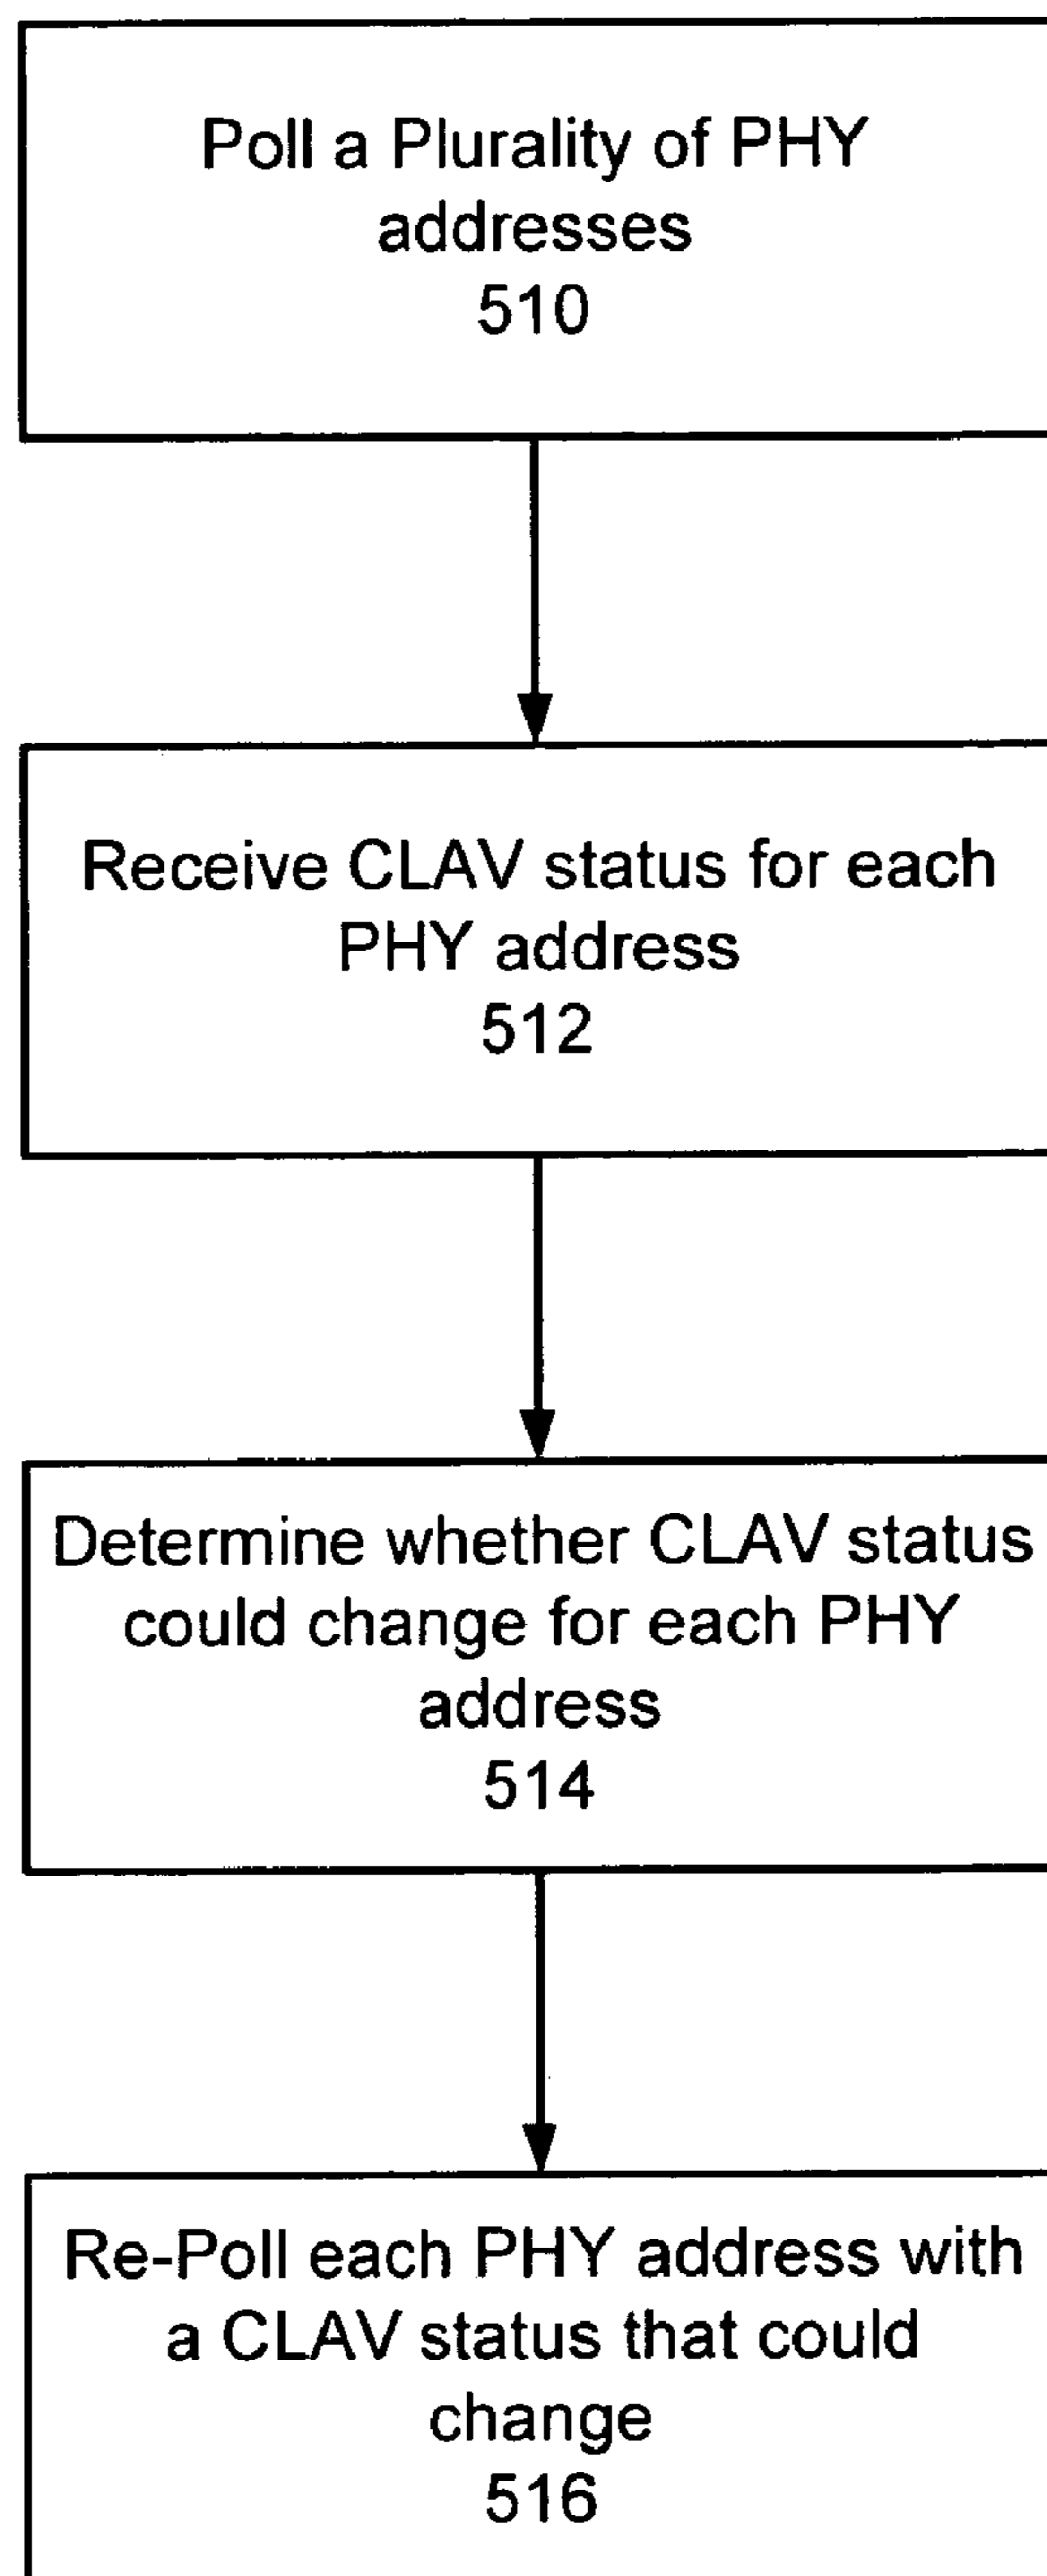 Poll a Plurality of PHY
addresses
510
Receive CLAV status for each
PHY address
512
Determine whether CLAV status
could change for each PHY
address
514
Re-Poll each PHY address with
a CLAV status that could
change
516